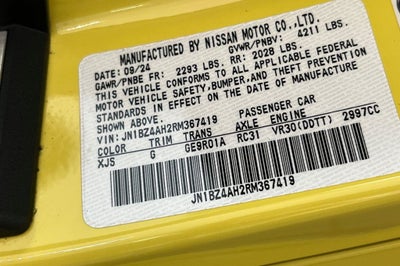 MANUFACTURED BY NISSAN MOTOR CO.,LTD.
DATE: 09/24 GVWR/PNBV: 4211 LBS.
GAWR/PNBE FR: 2293 LBS. RR: 2028 LBS.
THIS VEHICLE CONFORMS TO ALL APPLICABLE FEDERAL
MOTOR VEHICLE SAFETY,BUMPER,AND THEFT PREVENTION
STANDARDS IN EFFECT ON THE DATE OF MANUFACTURE
SHOWN ABOVE.
VIN: JN1BZ4AH2RM367419 PASSENGER CAR
COLOR TRIM TRANS AXLE ENGINE
XJS G GE9R01A RC31 VR30(DDTT) 2997CC
JN1BZ4AH2RM367419